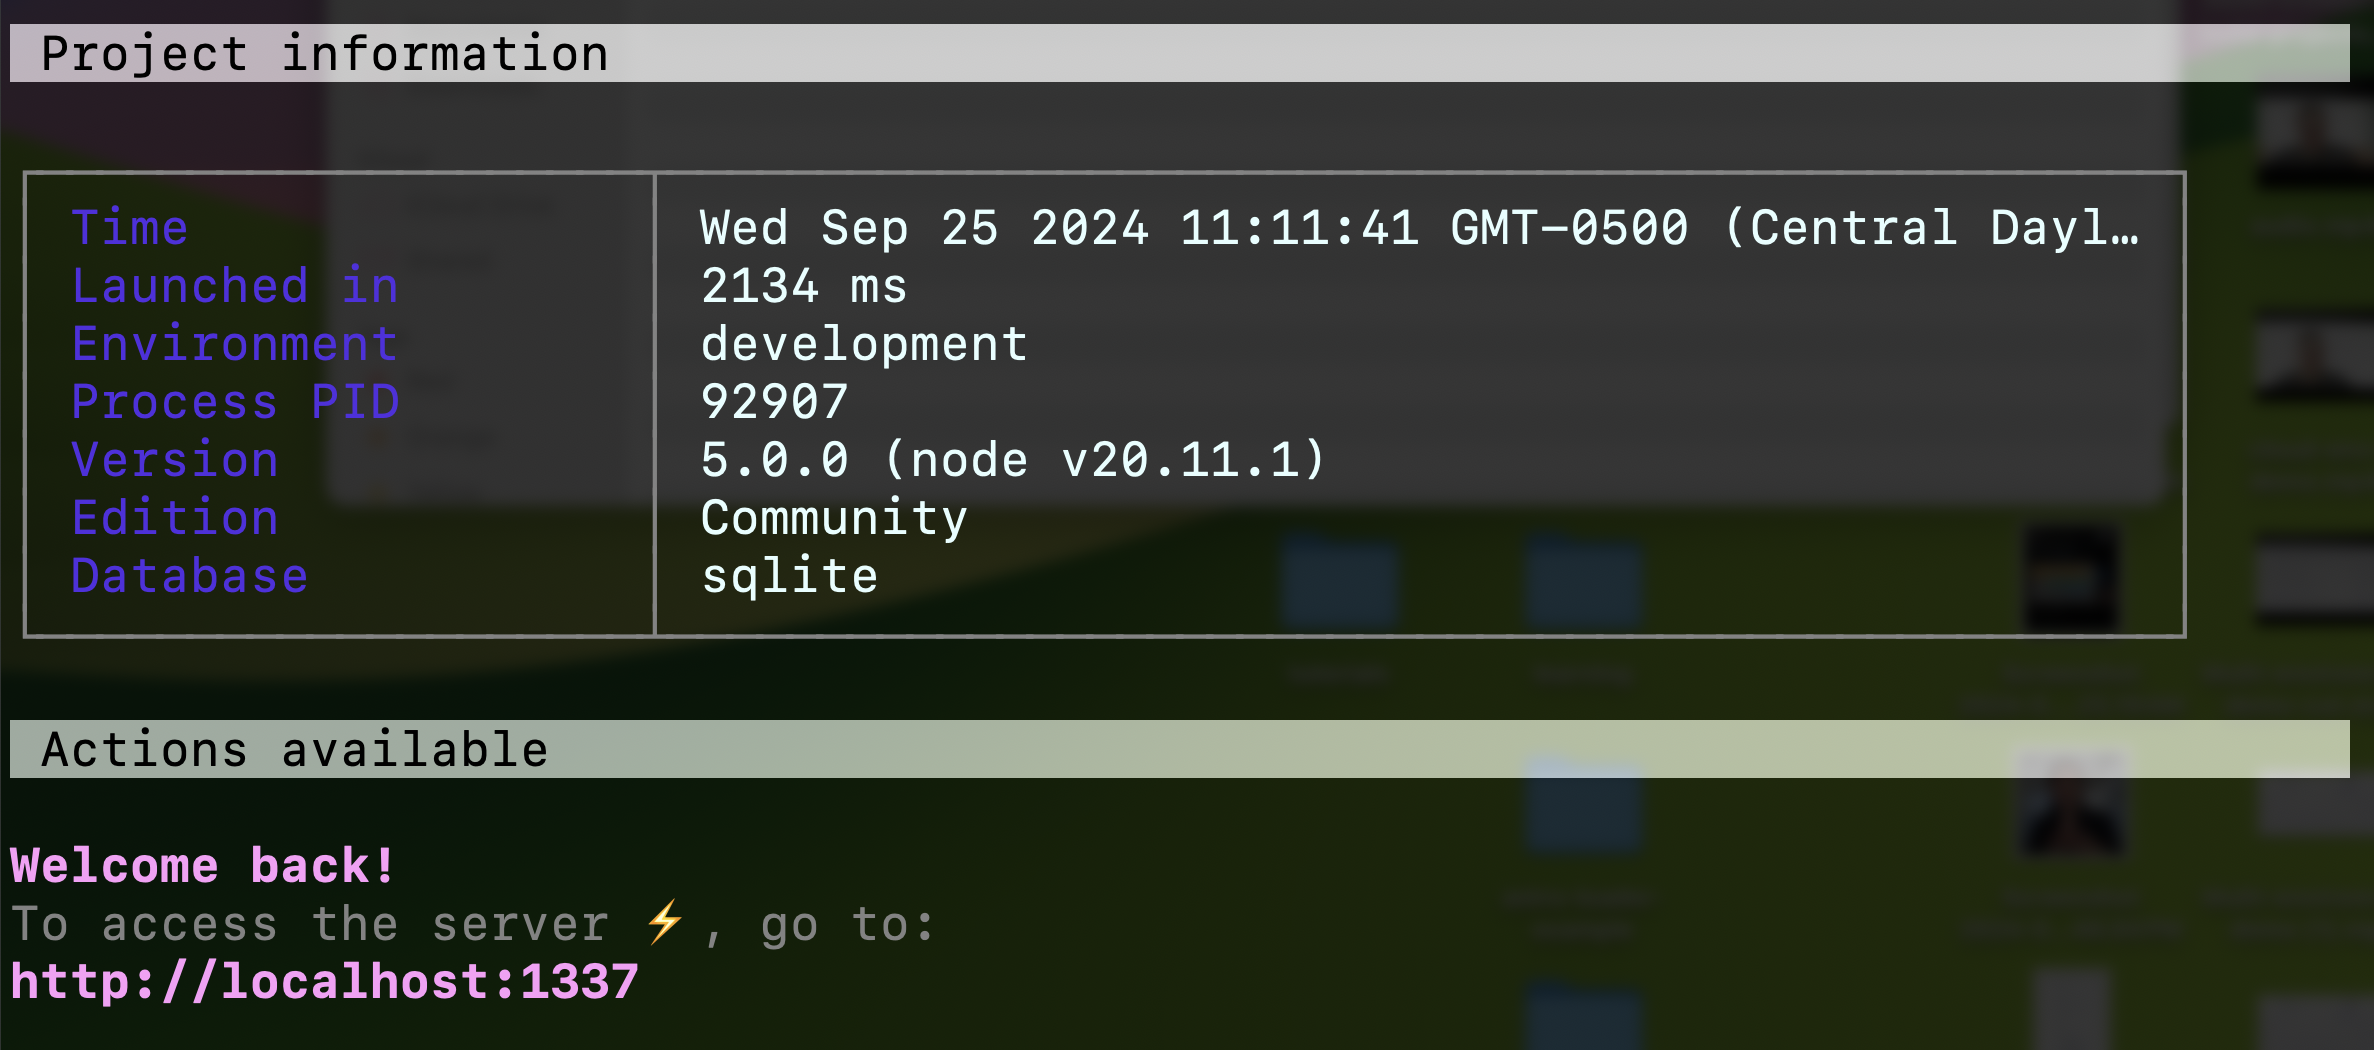 Project information
Time Wed Sep 25 2024 11:11:41 GMT-0500 (Central Dayl…
Launched in 2134 ms
Environment development
Process PID 92907
Version 5.0.0 (node v20.11.1)
Edition Community
Database sqlite
Actions available
Welcome back!
To access the server ⚡, go to:
http://localhost:1337